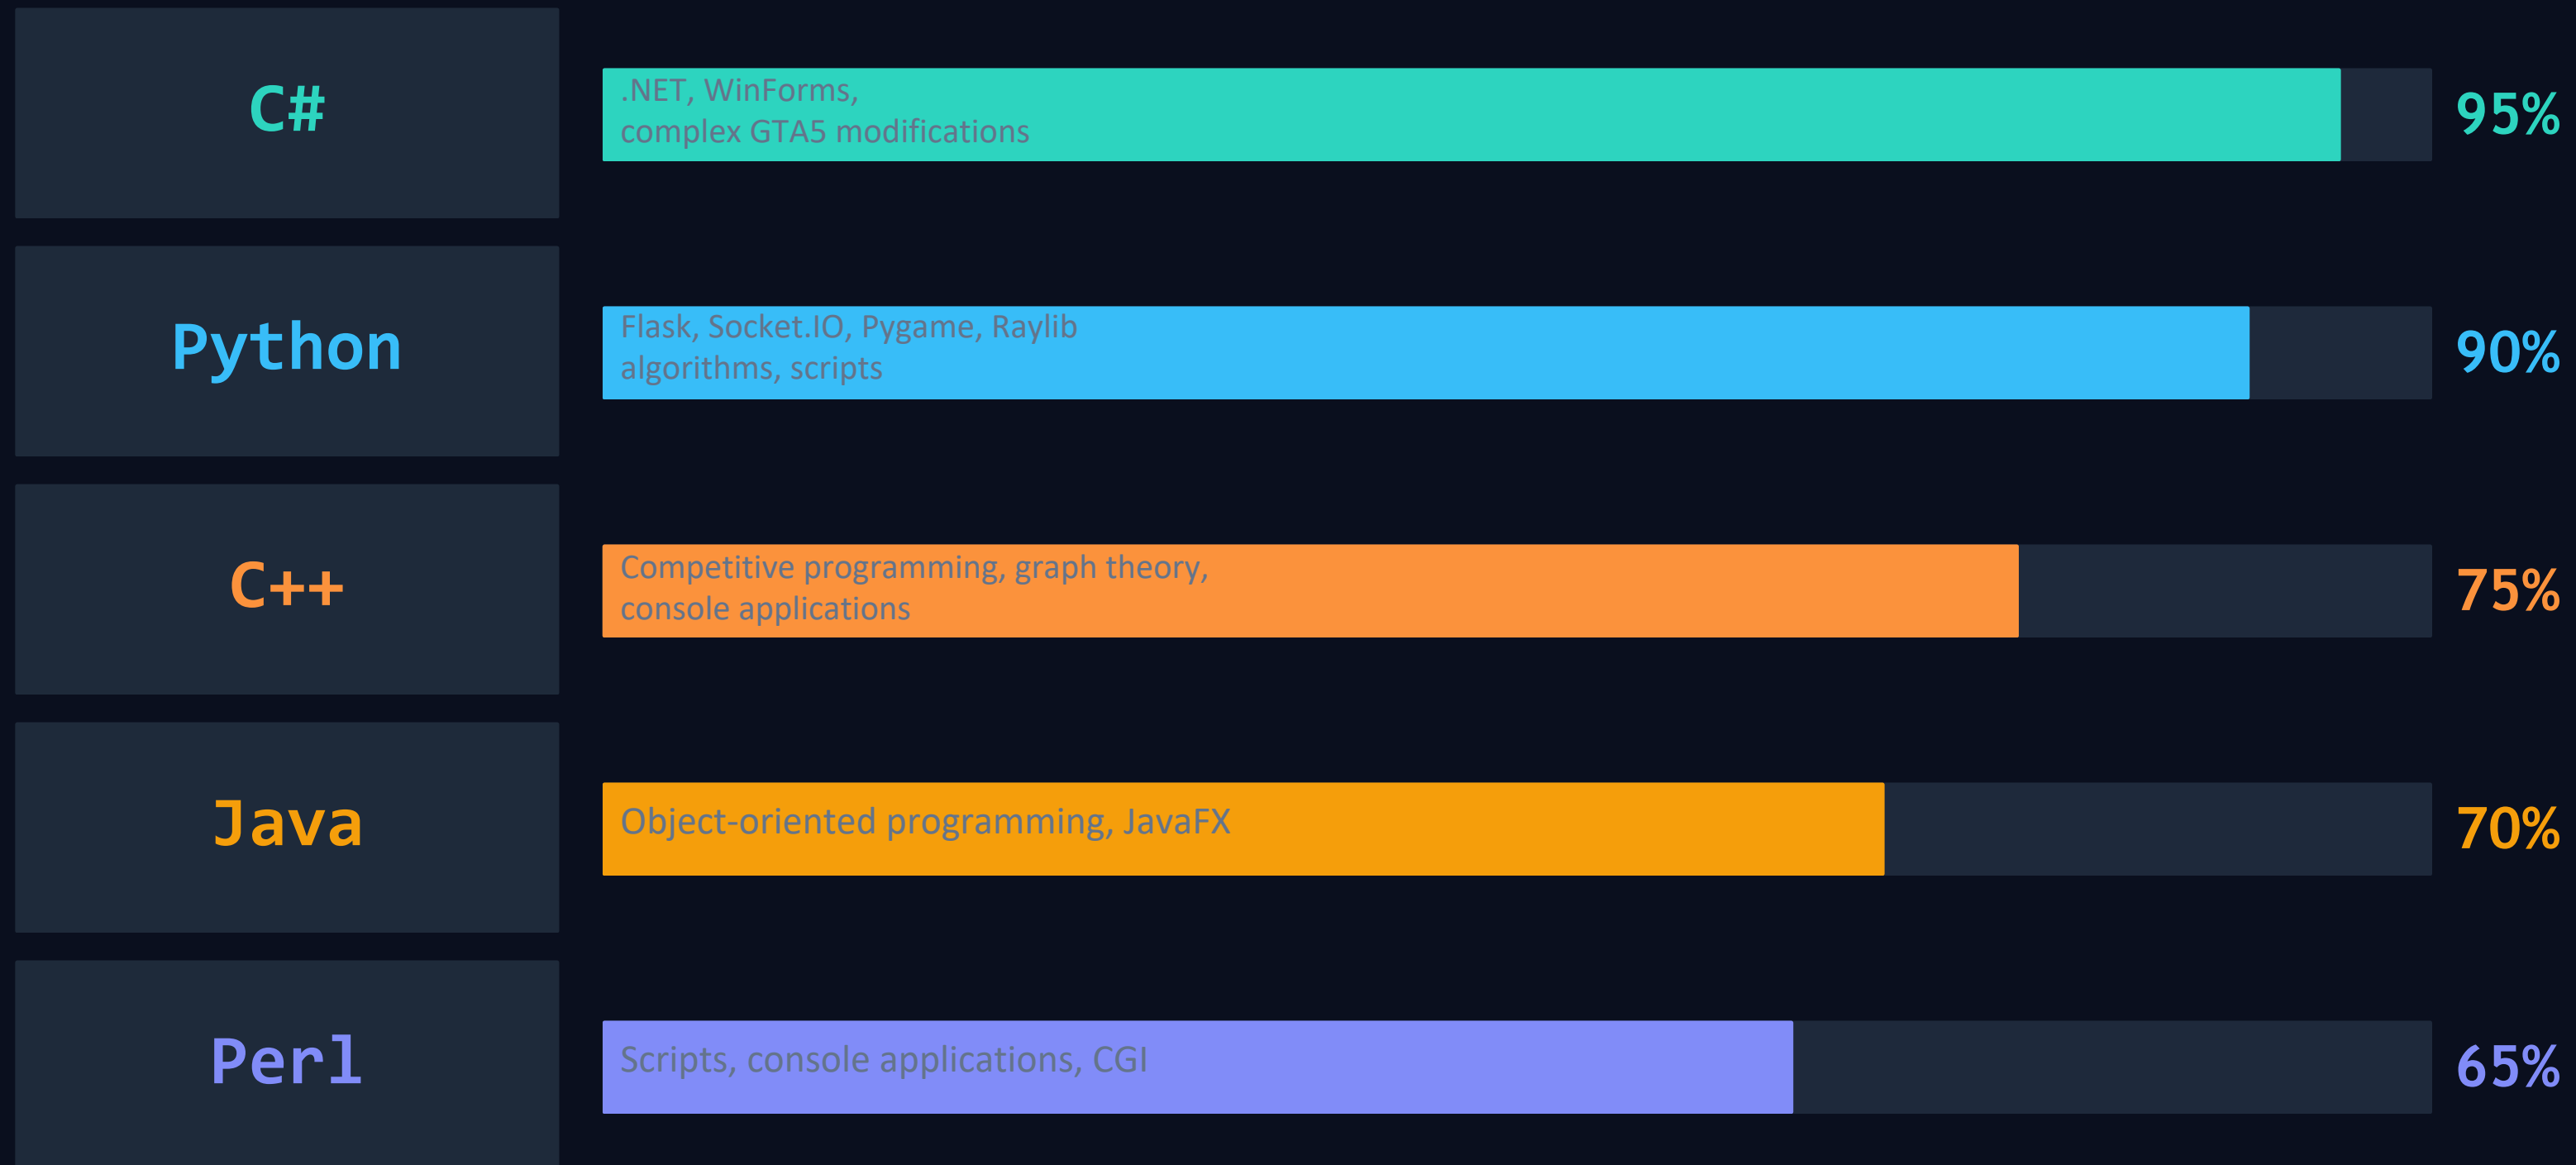 C#
.NET, WinForms,
complex GTA5 modifications
95%
Python
Flask, Socket.IO, Pygame, Raylib
algorithms, scripts
90%
C++
Competitive programming, graph theory,
console applications
75%
Java
Object-oriented programming, JavaFX
70%
Perl
Scripts, console applications, CGI
65%